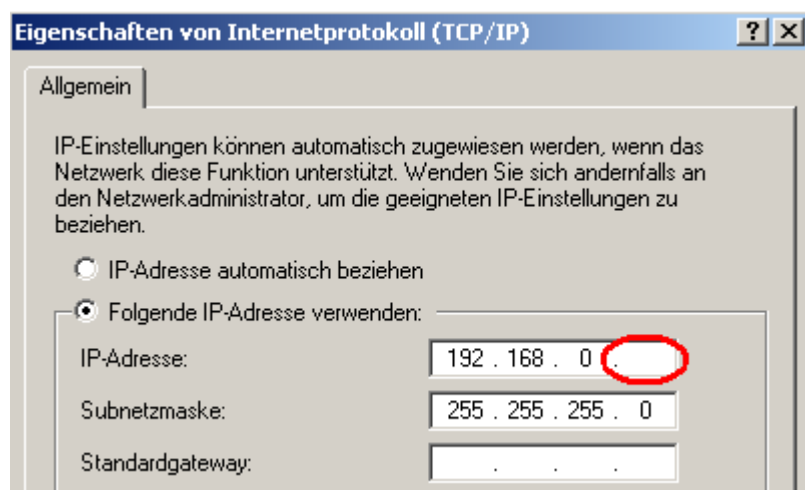 Eigenschaften von Internetprotokoll (TCP/IP)
Allgemein
IP-Einstellungen können automatisch zugewiesen werden, wenn das
Netzwerk diese Funktion unterstützt. Wenden Sie sich andernfalls an
den Netzwerkadministrator, um die geeigneten IP-Einstellungen zu
beziehen.
IP-Adresse automatisch beziehen
Folgende IP-Adresse verwenden:
IP-Adresse: 192 . 168 . 0 .
Subnetzmaske: 255 . 255 . 255 . 0
Standardgateway: . . .